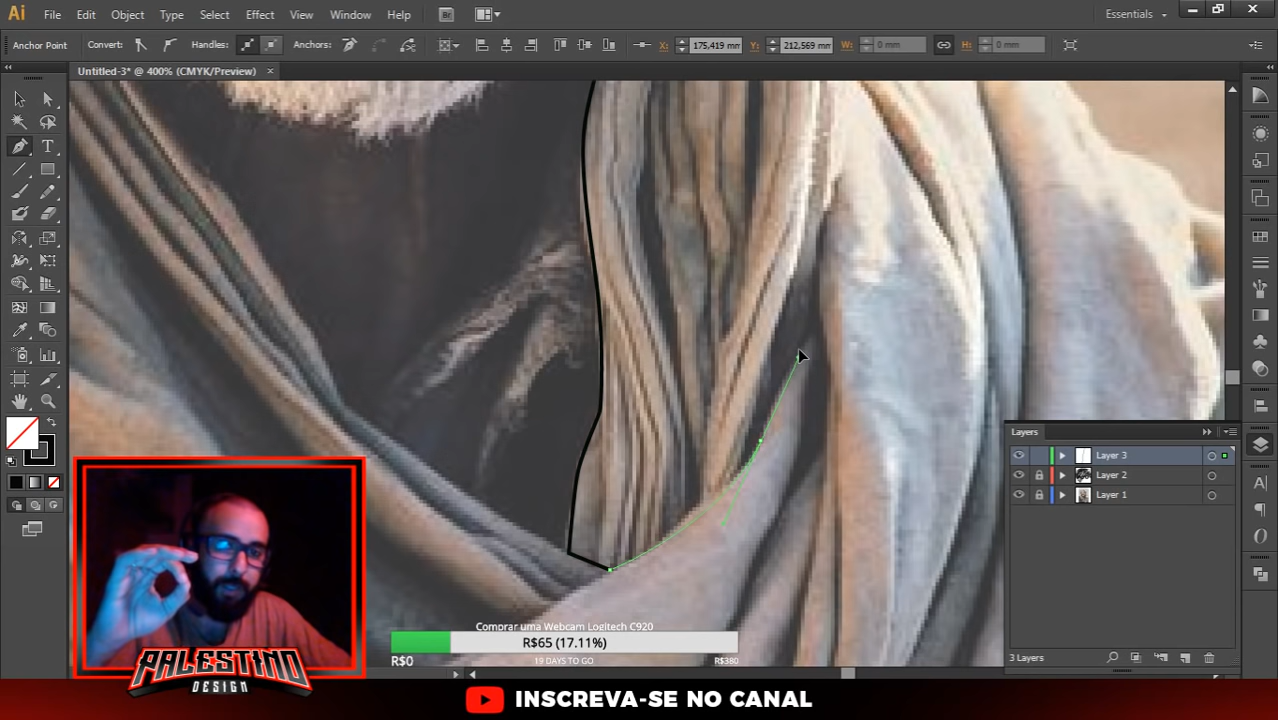 Ai File Edit Object Type Select Effect View Window Help Br Essentials
Anchor Point Convert: Handles: Anchors: X: 175,419 mm Y: 212,569 mm W: 0 mm H: 0 mm
Untitled-3* @ 400% (CMYK/Preview) ×
Layers
Layer 3
Layer 2
Layer 1
3 Layers
Comprar uma Webcam Logitech C920
R$65 (17.11%)
R$0 19 DAYS TO GO R$380
PALESTINO
DESIGN
INSCREVA-SE NO CANAL